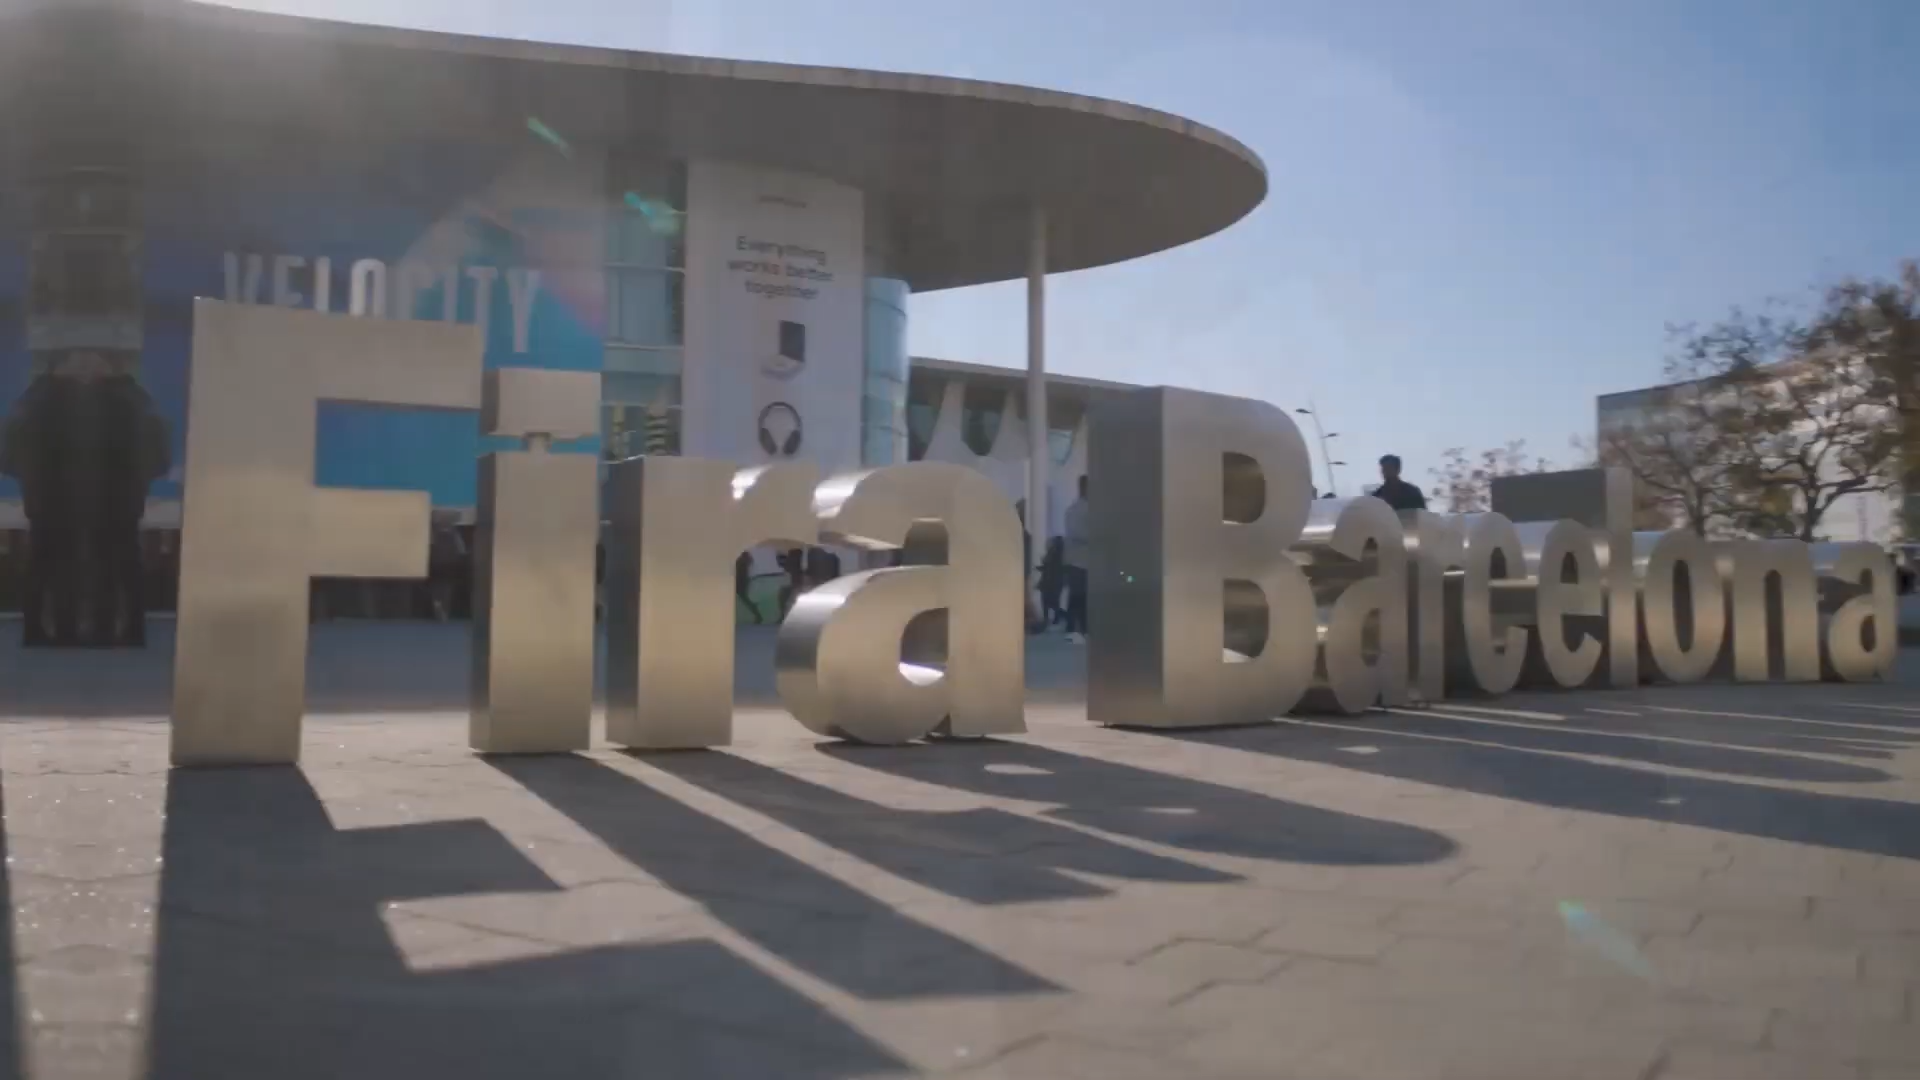 VELOCITY
Everything
works better
together
Fira Barcelona